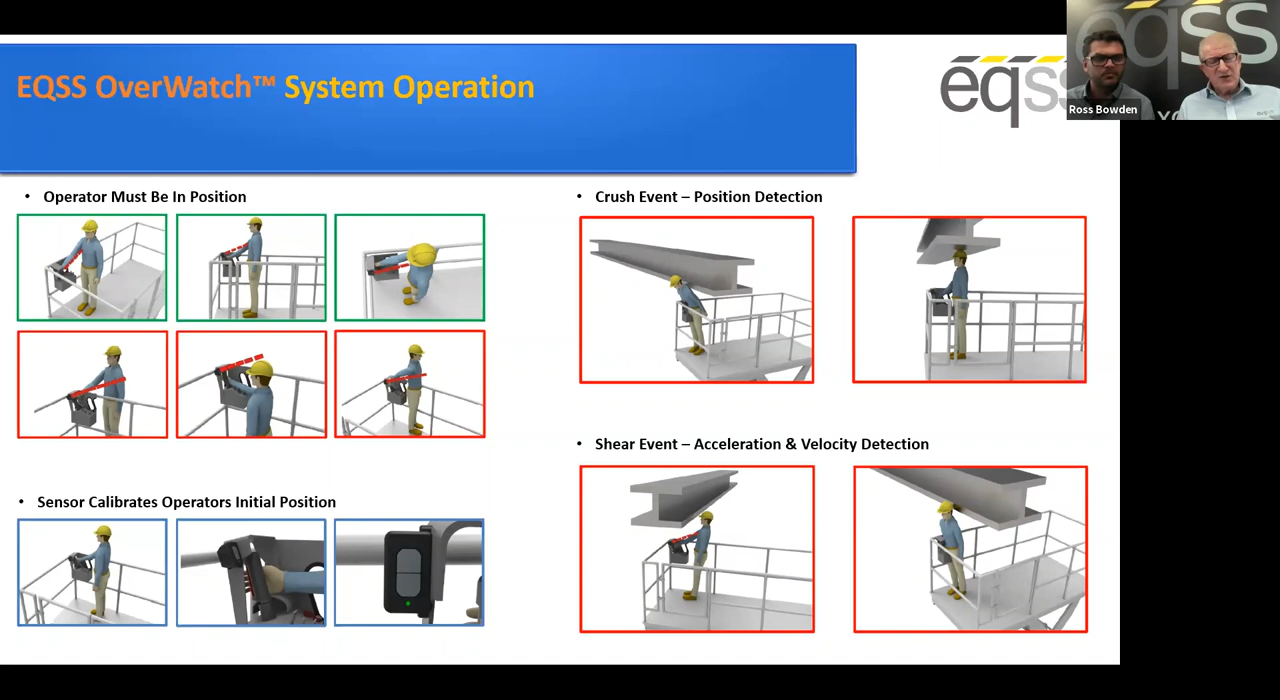 EQSS OverWatch™ System Operation
eqss
eqss
Ross Bowden
• Operator Must Be In Position
• Crush Event – Position Detection
• Shear Event – Acceleration & Velocity Detection
• Sensor Calibrates Operators Initial Position